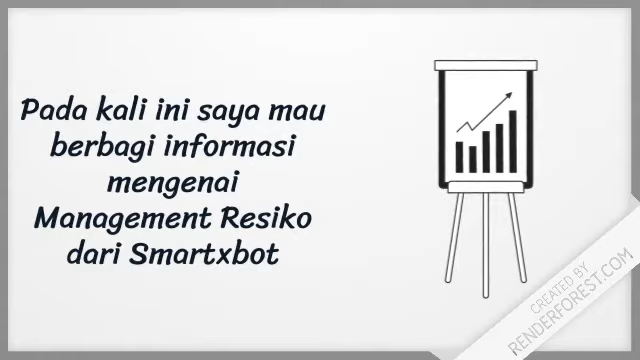 Pada kali ini saya mau
berbagi informasi
mengenai
Management Resiko
dari Smartxbot
CREATED BY
RENDERFOREST.COM